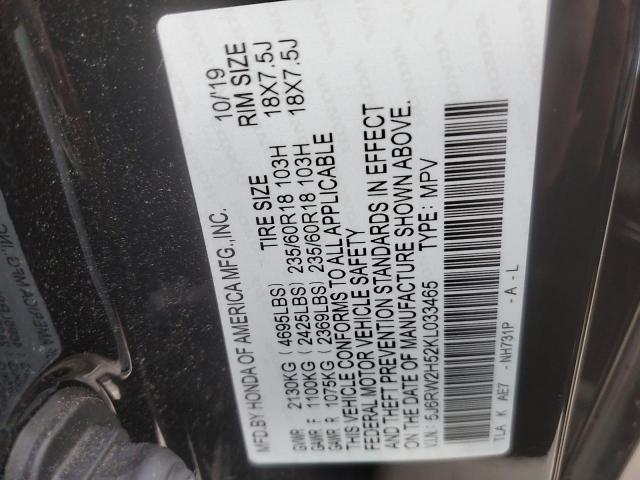 MFD.BY HONDA OF AMERICA MFG.,INC. 10/'19
TIRE SIZE RIM SIZE
GVWR 2130KG (4695LBS)
GAWR F 1100KG (2425LBS) 235/60R18 103H 18X7.5J
GAWR R 1075KG (2369LBS) 235/60R18 103H 18X7.5J
THIS VEHICLE CONFORMS TO ALL APPLICABLE
FEDERAL MOTOR VEHICLE SAFETY
AND THEFT PREVENTION STANDARDS IN EFFECT
ON THE DATE OF MANUFACTURE SHOWN ABOVE.
V.I.N.: 5J6RW2H52KL033465 TYPE: MPV
TLA K AE7 - NH731P - A - L